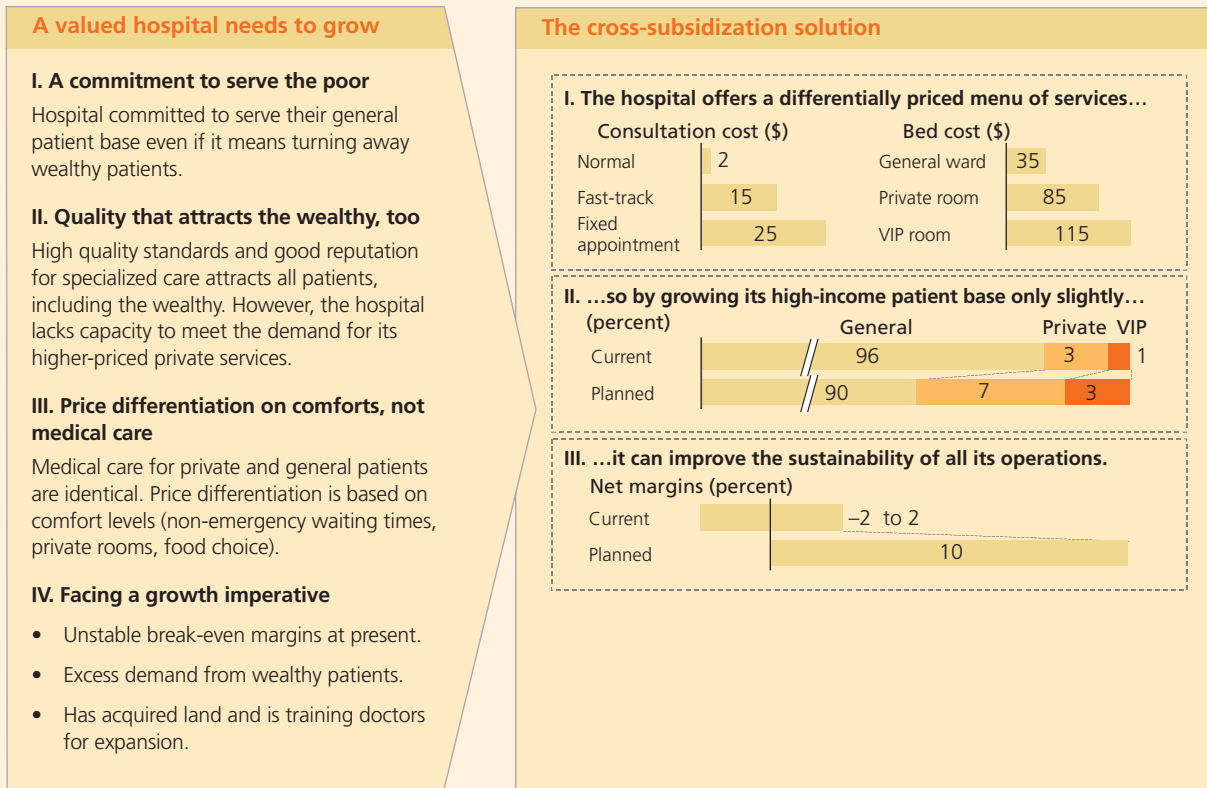 A valued hospital needs to grow
I. A commitment to serve the poor
Hospital committed to serve their general
patient base even if it means turning away
wealthy patients.
II. Quality that attracts the wealthy, too
High quality standards and good reputation
for specialized care attracts all patients,
including the wealthy. However, the hospital
lacks capacity to meet the demand for its
higher-priced private services.
III. Price differentiation on comforts, not
medical care
Medical care for private and general patients
are identical. Price differentiation is based on
comfort levels (non-emergency waiting times,
private rooms, food choice).
IV. Facing a growth imperative
• Unstable break-even margins at present.
• Excess demand from wealthy patients.
• Has acquired land and is training doctors
for expansion.
The cross-subsidization solution
I. The hospital offers a differentially priced menu of services…
Consultation cost ($)
Normal 2
Fast-track 15
Fixed
appointment 25
Bed cost ($)
General ward 35
Private room 85
VIP room 115
II. …so by growing its high-income patient base only slightly…
(percent)
General Private VIP
Current 96 3 1
Planned 90 7 3
III. …it can improve the sustainability of all its operations.
Net margins (percent)
Current –2 to 2
Planned 10